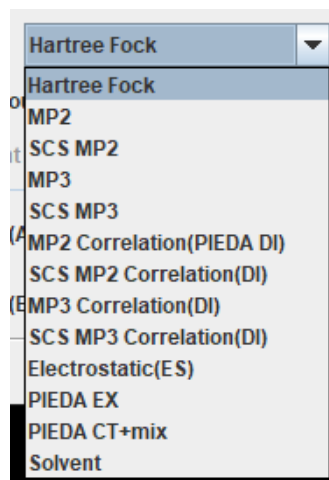 Hartree Fock
Hartree Fock
MP2
SCS MP2
MP3
SCS MP3
MP2 Correlation(PIEDA DI)
SCS MP2 Correlation(DI)
MP3 Correlation(DI)
SCS MP3 Correlation(DI)
Electrostatic(ES)
PIEDA EX
PIEDA CT+mix
Solvent